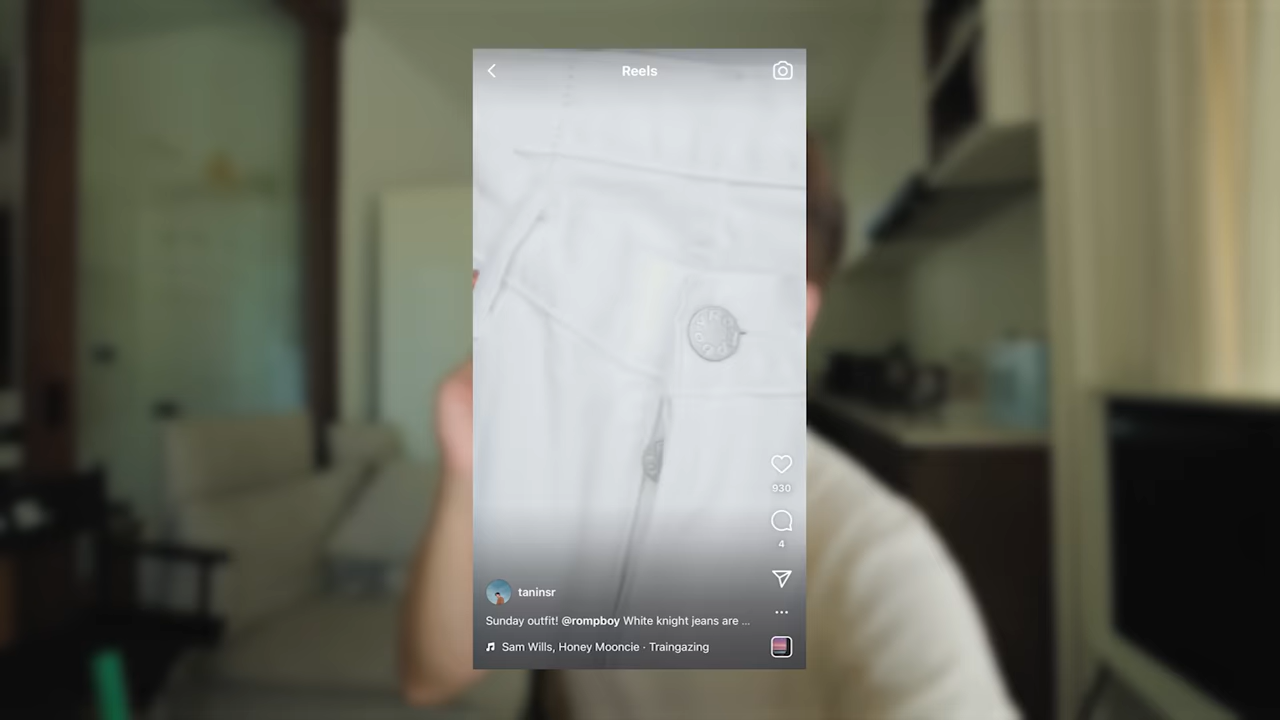 Reels
930
4
taninsr
Sunday outfit! @rompboy White knight jeans are ...
Sam Wills, Honey Mooncie · Traingazing